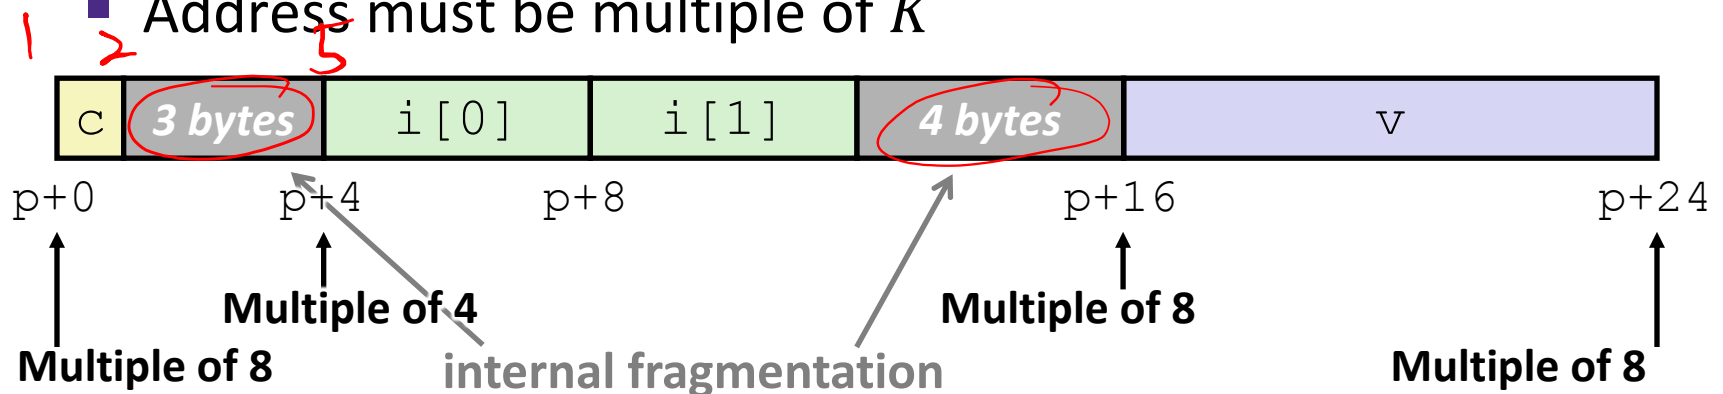 Address must be multiple of K
1 2 5
c 3 bytes i[0] i[1] 4 bytes v
p+0 p+4 p+8 p+16 p+24
Multiple of 4 Multiple of 8
Multiple of 8 internal fragmentation Multiple of 8